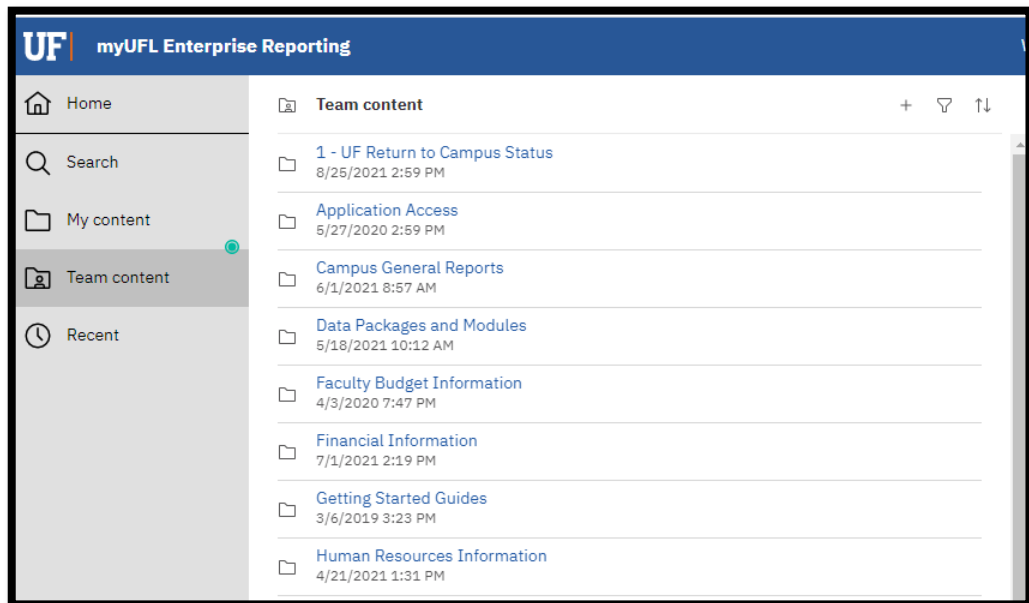 UF myUFL Enterprise Reporting
Home
Search
My content
Team content
Recent
Team content
1 - UF Return to Campus Status
8/25/2021 2:59 PM
Application Access
5/27/2020 2:59 PM
Campus General Reports
6/1/2021 8:57 AM
Data Packages and Modules
5/18/2021 10:12 AM
Faculty Budget Information
4/3/2020 7:47 PM
Financial Information
7/1/2021 2:19 PM
Getting Started Guides
3/6/2019 3:23 PM
Human Resources Information
4/21/2021 1:31 PM